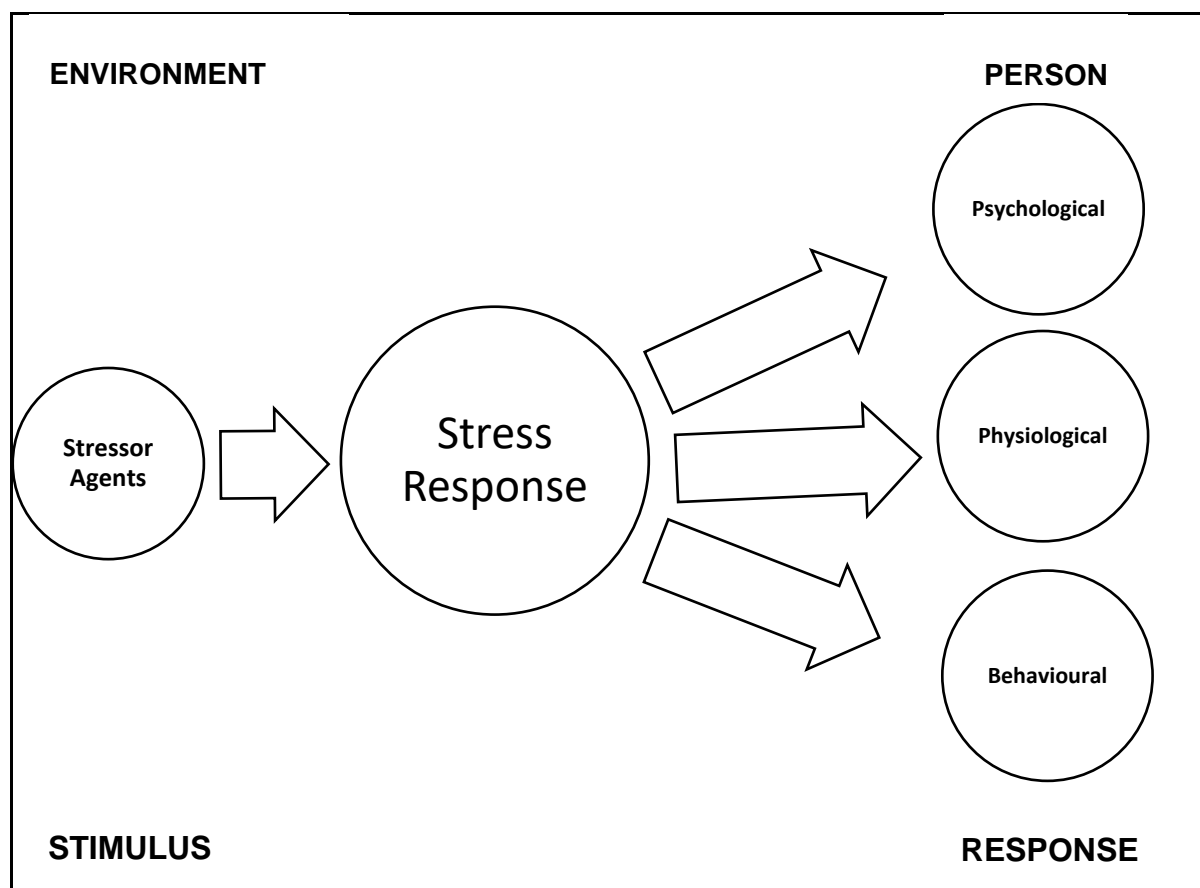 ENVIRONMENT
PERSON
Psychological
Stressor
Agents
Stress
Response
Physiological
Behavioural
STIMULUS
RESPONSE